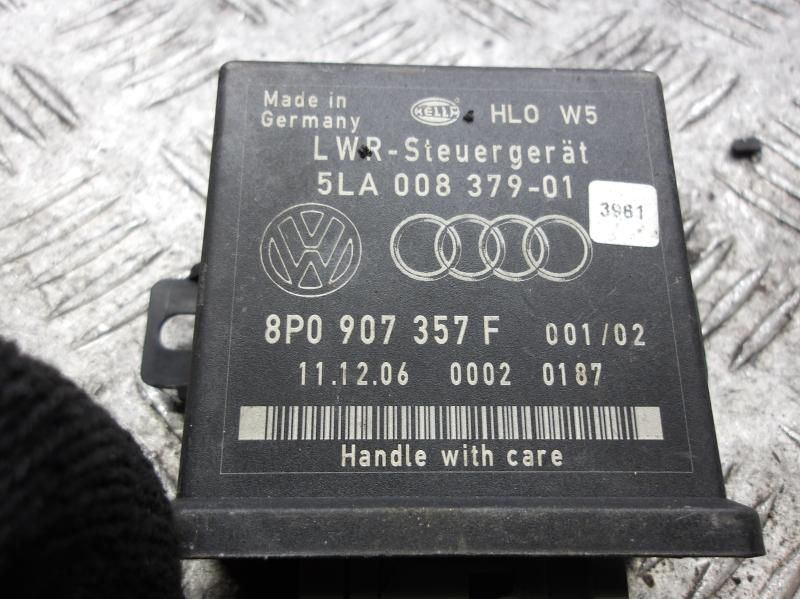 Made in
Germany
HELLA
HLO W5
LWR-Steuergerät
5LA 008 379-01
3961
8P0 907 357 F 001/02
11.12.06 0002 0187
Handle with care